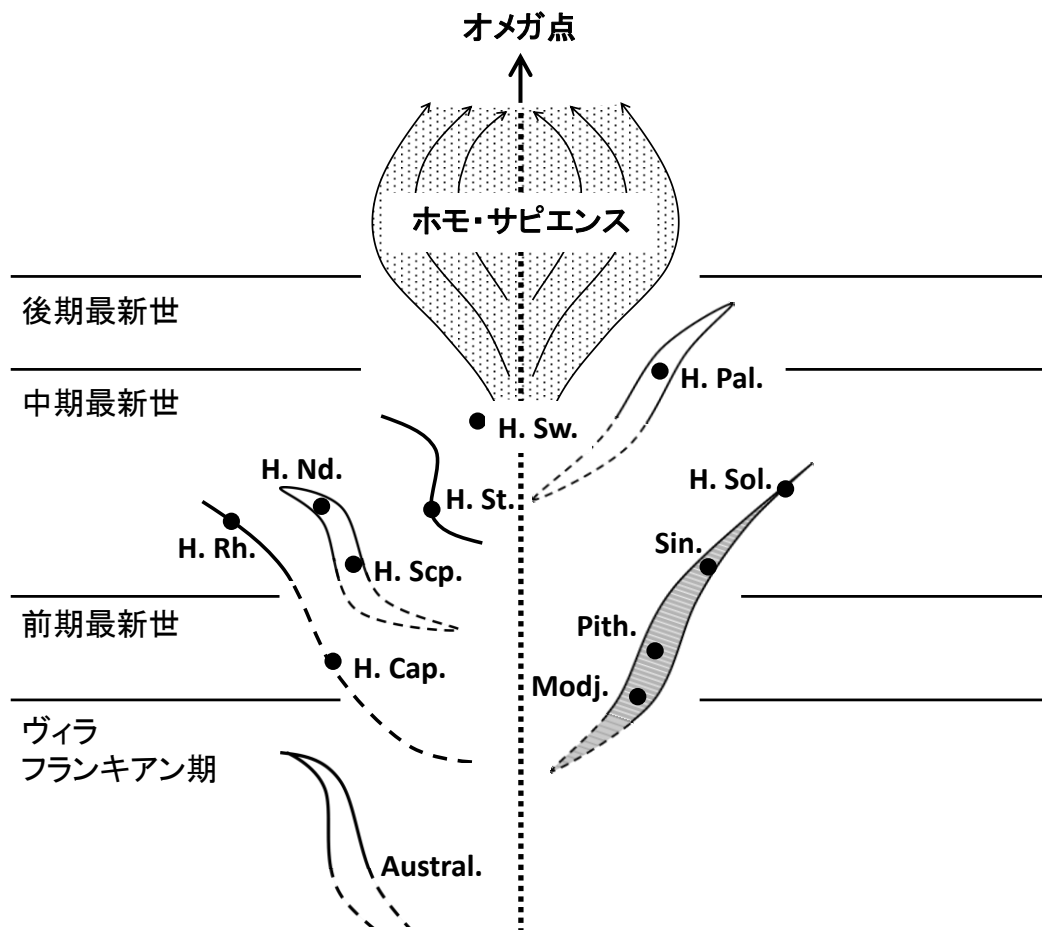 オメガ点
ホモ・サピエンス
後期最新世
H. Pal.
中期最新世
H. Sw.
H. Nd.
H. St.
H. Sol.
H. Rh.
Sin.
H. Scp.
前期最新世
Pith.
H. Cap.
Modj.
ヴィラ
フランキアン期
Austral.